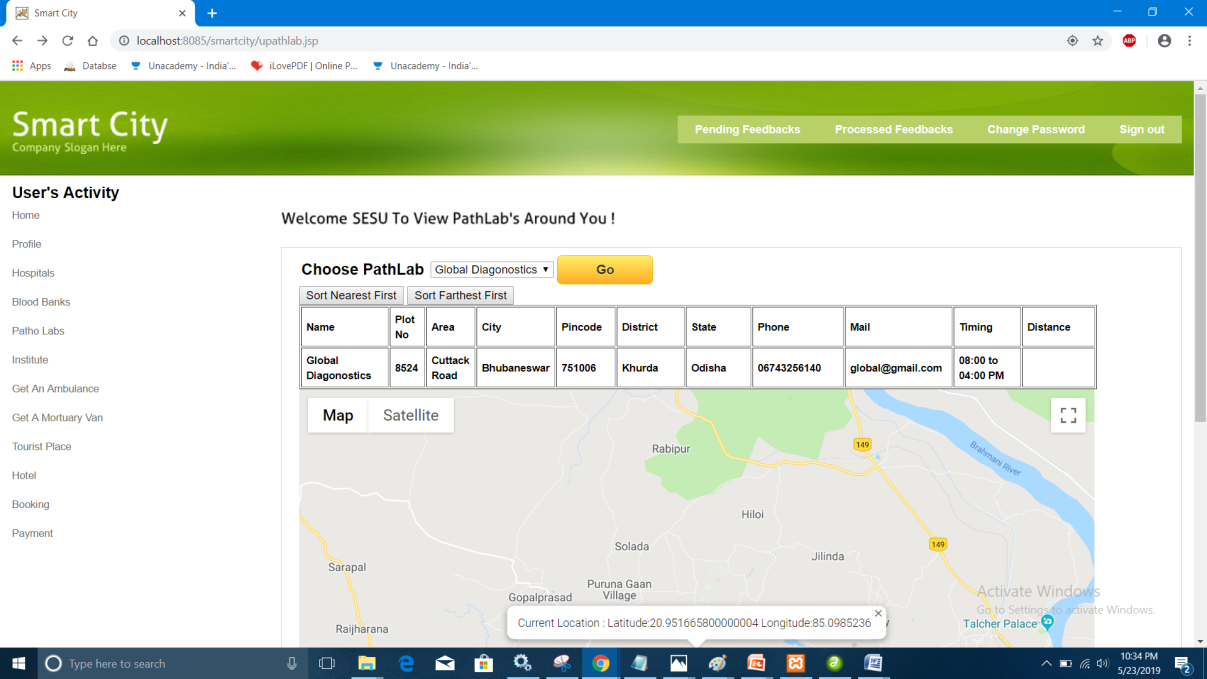 Smart City
localhost:8085/smartcity/upathlab.jsp
ABP
Apps
Databse
Unacademy - India'...
iLovePDF | Online P...
Unacademy - India'...
Smart City
Company Slogan Here
Pending Feedbacks
Processed Feedbacks
Change Password
Sign out
User's Activity
Home
Profile
Hospitals
Blood Banks
Patho Labs
Institute
Get An Ambulance
Get A Mortuary Van
Tourist Place
Hotel
Booking
Payment
Welcome SESU To View PathLab's Around You !
Choose PathLab Global Diagonostics Go
Sort Nearest First Sort Farthest First
Name Plot No Area City Pincode District State Phone Mail Timing Distance
Global Diagonostics 8524 Cuttack Road Bhubaneswar 751006 Khurda Odisha 06743256140 global@gmail.com 08:00 to 04:00 PM
Map Satellite
Rabipur
149
Brahmani River
Hiloi
149
Solada
Jilinda
Sarapal
Puruna Gaan
Village
Gopalprasad
Talcher Palace
Raijharana
Current Location : Latitude:20.951665800000004 Longitude:85.0985236
Activate Windows
Go to Settings to activate Windows.
Type here to search
10:34 PM
5/23/2019
2